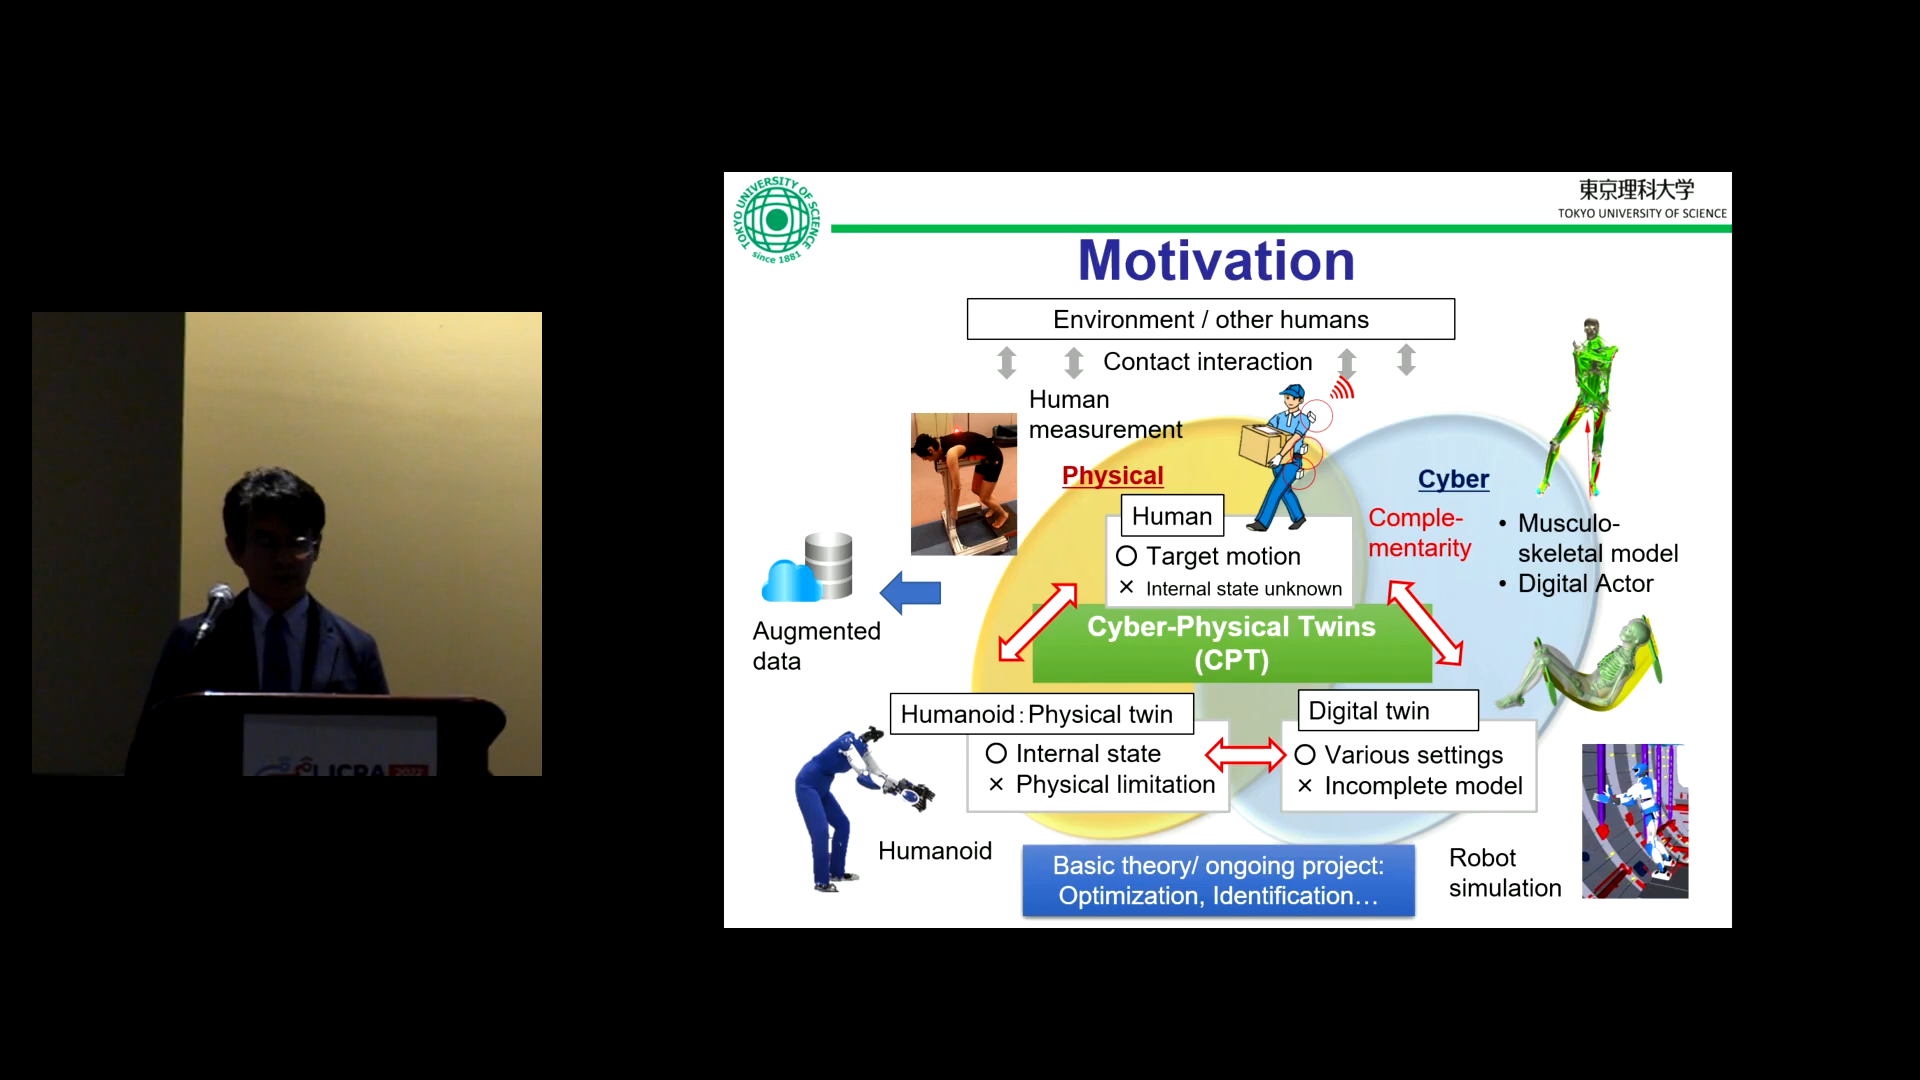 TOKYO UNIVERSITY OF SCIENCE
since 1881
東京理科大学
TOKYO UNIVERSITY OF SCIENCE
Motivation
Environment / other humans
Contact interaction
Human
measurement
Physical
Cyber
Human
○ Target motion
× Internal state unknown
Comple-
mentarity
• Musculo-
skeletal model
• Digital Actor
Cyber-Physical Twins
(CPT)
Augmented
data
Humanoid:Physical twin
○ Internal state
× Physical limitation
Digital twin
○ Various settings
× Incomplete model
Humanoid
Robot
simulation
Basic theory/ ongoing project:
Optimization, Identification…
2022